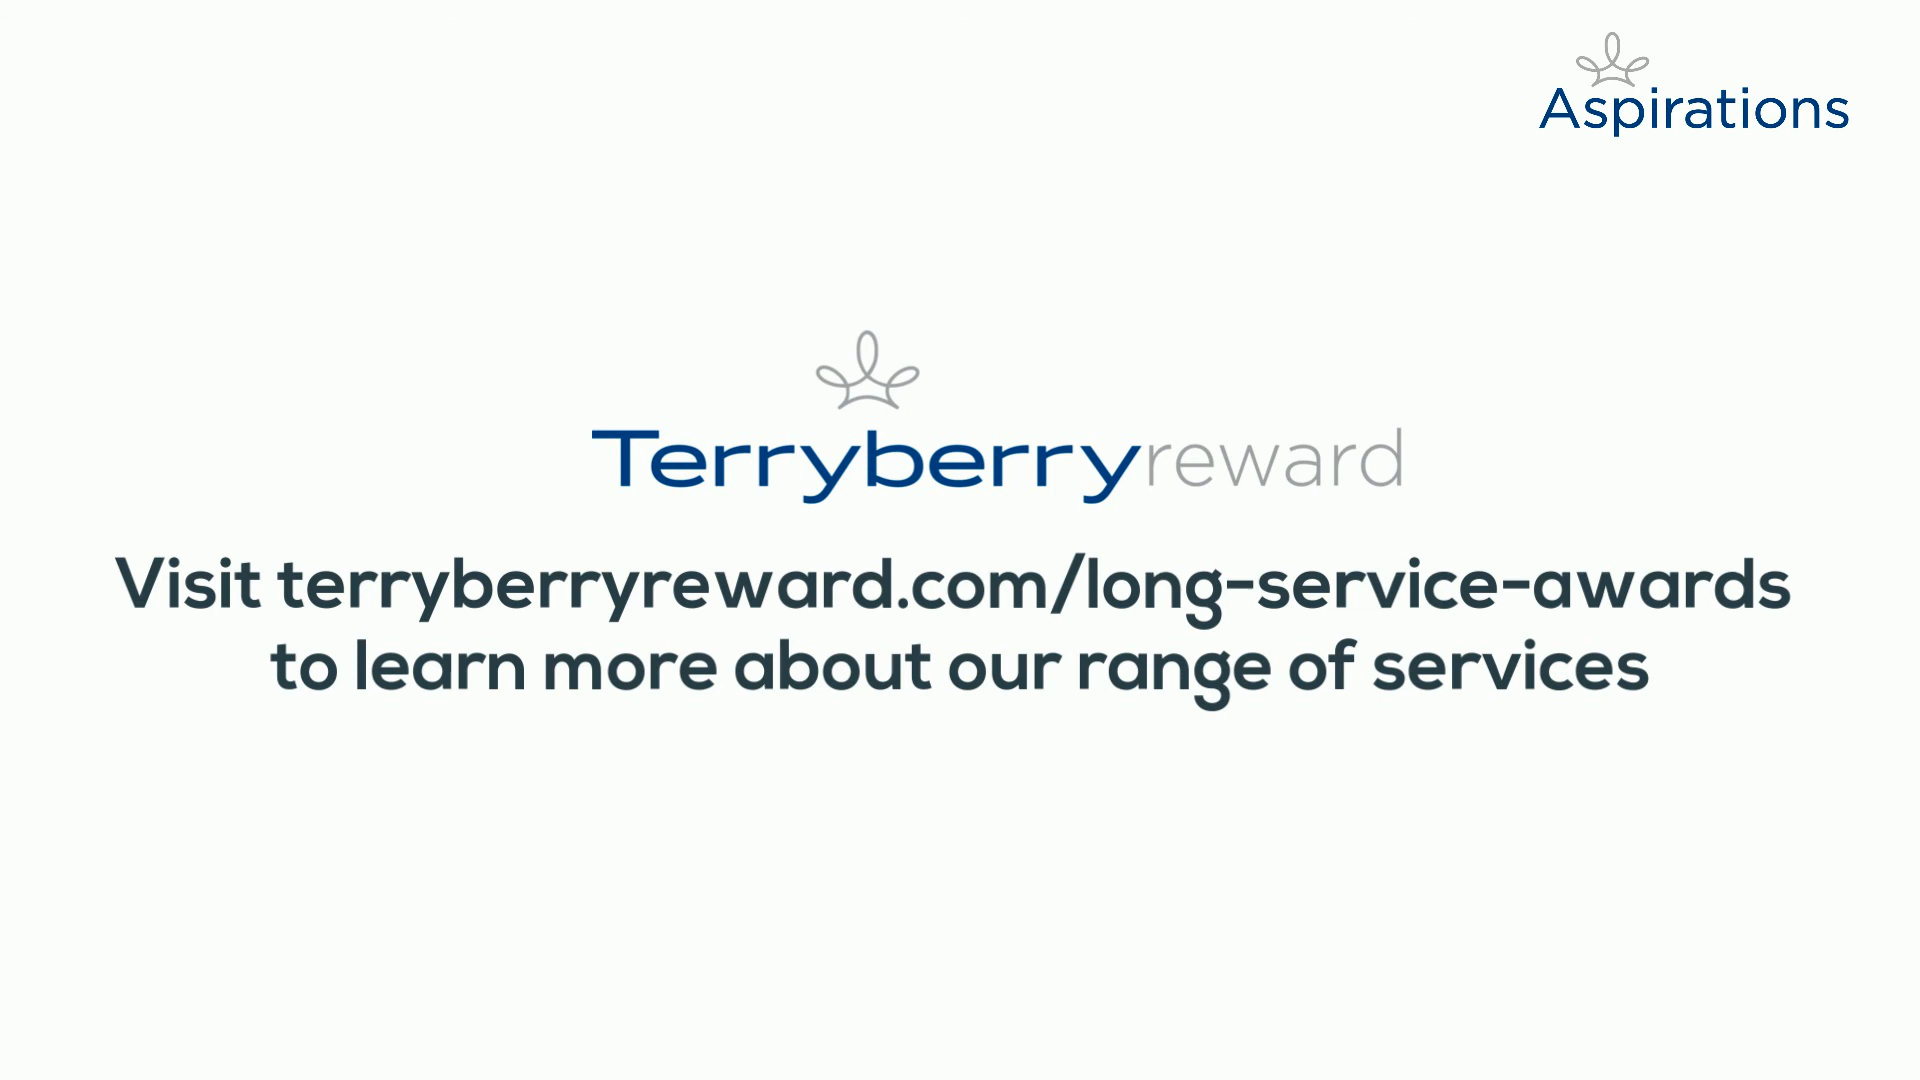 Aspirations
Terryberryreward
Visit terryberryreward.com/long-service-awards
to learn more about our range of services